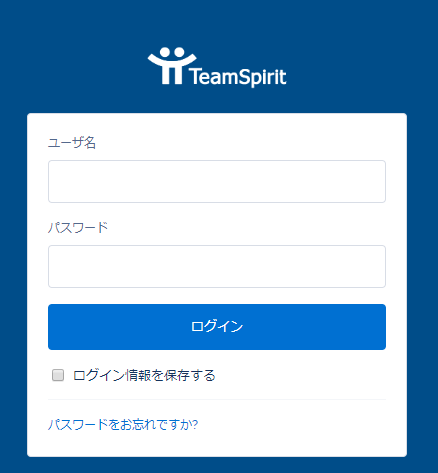 TeamSpirit
ユーザ名
パスワード
ログイン
ログイン情報を保存する
パスワードをお忘れですか?